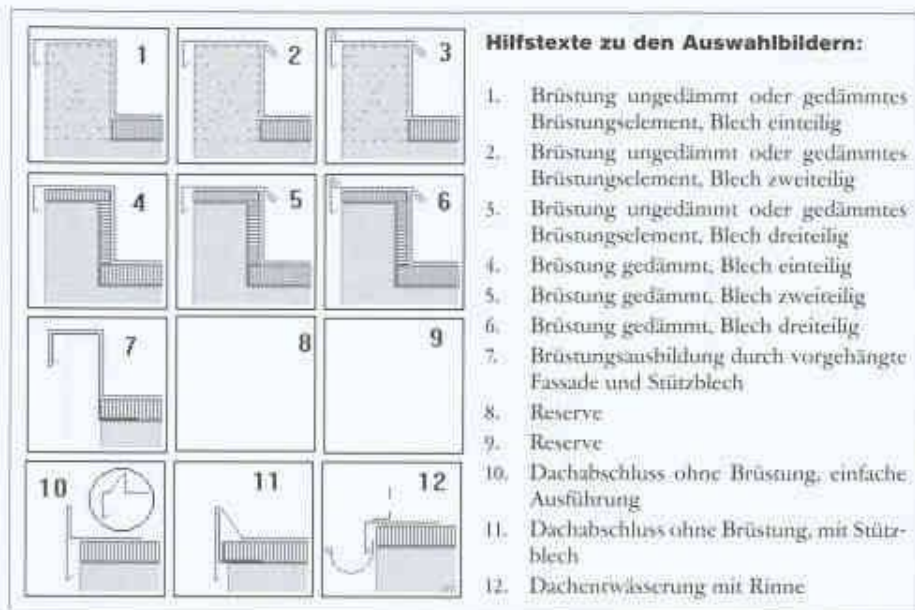 1 2 3
4 5 6
7 8 9
10 11 12
Hilfstexte zu den Auswahlbildern:
1. Brüstung ungedämmt oder gedämmtes
Brüstungselement, Blech einteilig
2. Brüstung ungedämmt oder gedämmtes
Brüstungselement, Blech zweiteilig
3. Brüstung ungedämmt oder gedämmtes
Brüstungselement, Blech dreiteilig
4. Brüstung gedämmt, Blech einteilig
5. Brüstung gedämmt, Blech zweiteilig
6. Brüstung gedämmt, Blech dreiteilig
7. Brüstungsausbildung durch vorgehängte
Fassade und Stützblech
8. Reserve
9. Reserve
10. Dachabschluss ohne Brüstung, einfache
Ausführung
11. Dachabschluss ohne Brüstung, mit Stütz-
blech
12. Dachentwässerung mit Rinne